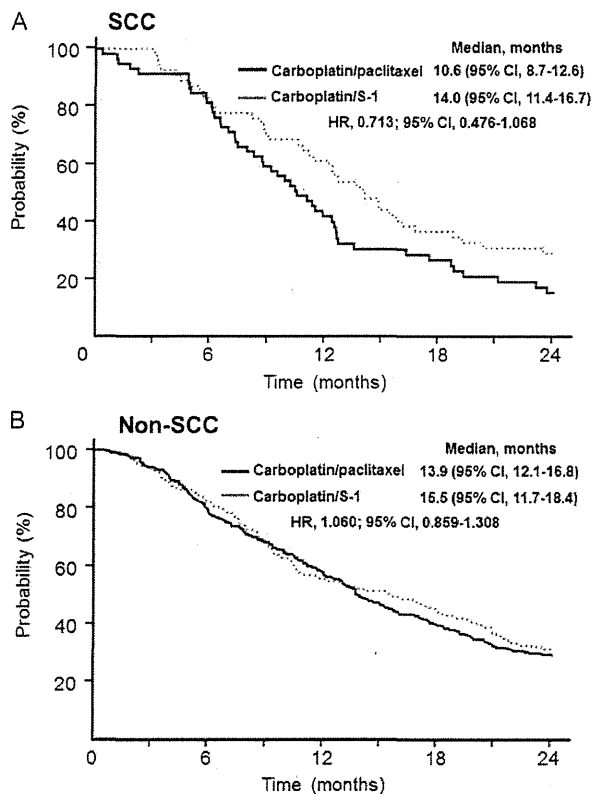 A
SCC
Median, months
Carboplatin/paclitaxel 10.6 (95% CI, 8.7-12.6)
Carboplatin/S-1 14.0 (95% CI, 11.4-16.7)
HR, 0.713; 95% CI, 0.476-1.068
Probability (%)
100
80
60
40
20
0 6 12 18 24
Time (months)
B
Non-SCC
Median, months
Carboplatin/paclitaxel 13.9 (95% CI, 12.1-16.8)
Carboplatin/S-1 15.5 (95% CI, 11.7-18.4)
HR, 1.060; 95% CI, 0.859-1.308
Probability (%)
100
80
60
40
20
0 6 12 18 24
Time (months)